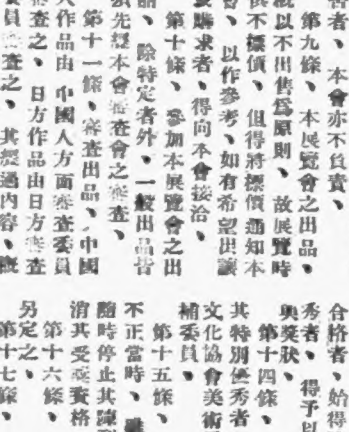 害者、本會亦不負責、
第九條、本展覽會之出品、
以不出售爲原則、故展覽時
不標價、但得將標價通知本
、以作參考、如有希望出讓
購求者、得向本會接洽、
第十條、參加本展覽會之出
、除特定者外、一般出品皆
先經本會審查會之審查、
第十一條、審查出品、中國
人作品由中國人方面審查委員
審查之、日方作品由日方審查
委員審查之、其經過內容、
合格者、始得
秀者、得予以
獎狀、
第十四條、
其特別優秀者
文化協會美術
補委員、
第十五條、
不正當時、
隨時停止其
消其受資格
第十六條、
另定之、
第十七條、